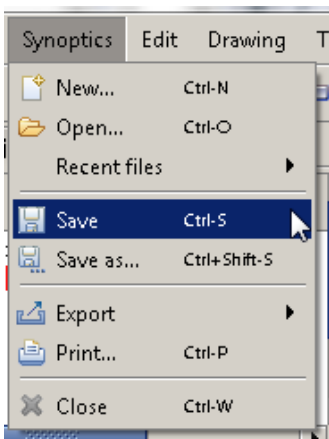 Synoptics Edit Drawing T
New... Ctrl-N
Open... Ctrl-O
Recent files
Save Ctrl-S
Save as... Ctrl+Shift-S
Export
Print... Ctrl-P
Close Ctrl-W